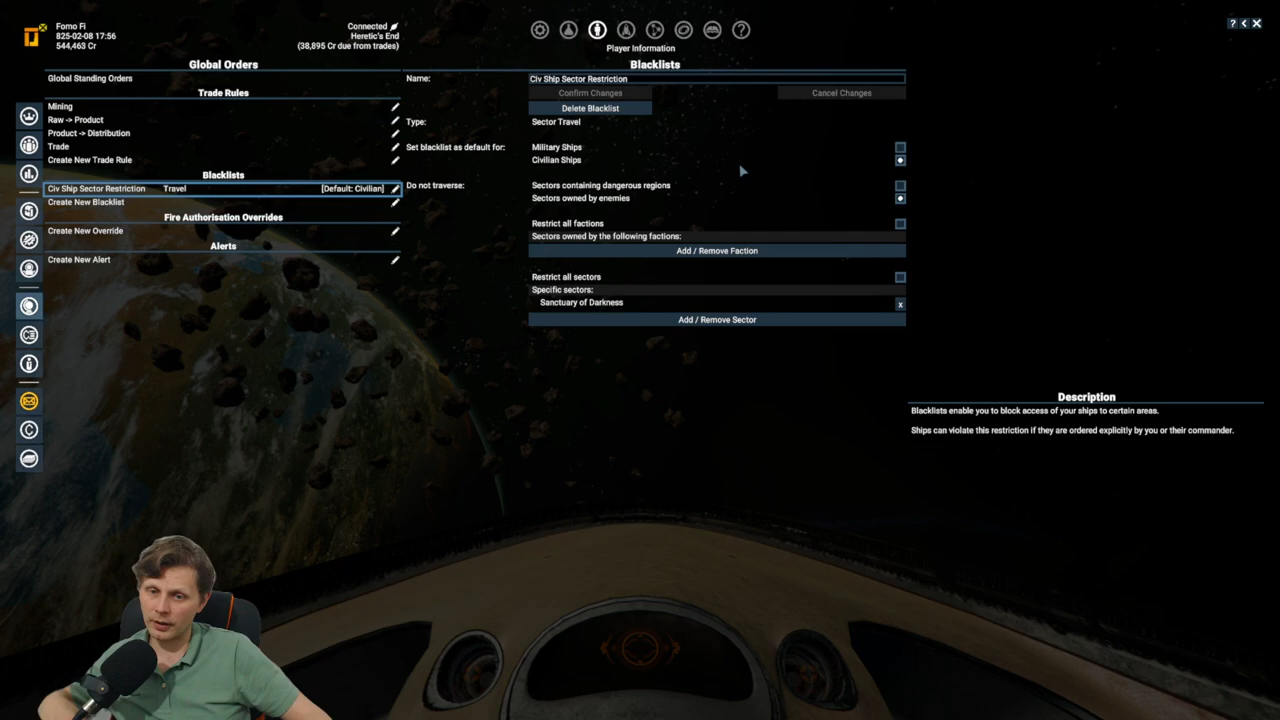 Forno Fi
825-02-08 17:56
544,463 Cr
Connected
Heretic's End
(38,895 Cr due from trades)
Player Information
Global Orders
Global Standing Orders
Trade Rules
Mining
Raw -> Product
Product -> Distribution
Trade
Create New Trade Rule
Blacklists
Civ Ship Sector Restriction Travel [Default: Civilian]
Create New Blacklist
Fire Authorisation Overrides
Create New Override
Alerts
Create New Alert
Blacklists
Name: Civ Ship Sector Restriction
Confirm Changes Cancel Changes
Delete Blacklist
Type: Sector Travel
Set blacklist as default for: Military Ships
Civilian Ships
Do not traverse: Sectors containing dangerous regions
Sectors owned by enemies
Restrict all factions
Sectors owned by the following factions:
Add / Remove Faction
Restrict all sectors
Specific sectors:
Sanctuary of Darkness x
Add / Remove Sector
Description
Blacklists enable you to block access of your ships to certain areas.
Ships can violate this restriction if they are ordered explicitly by you or their commander.